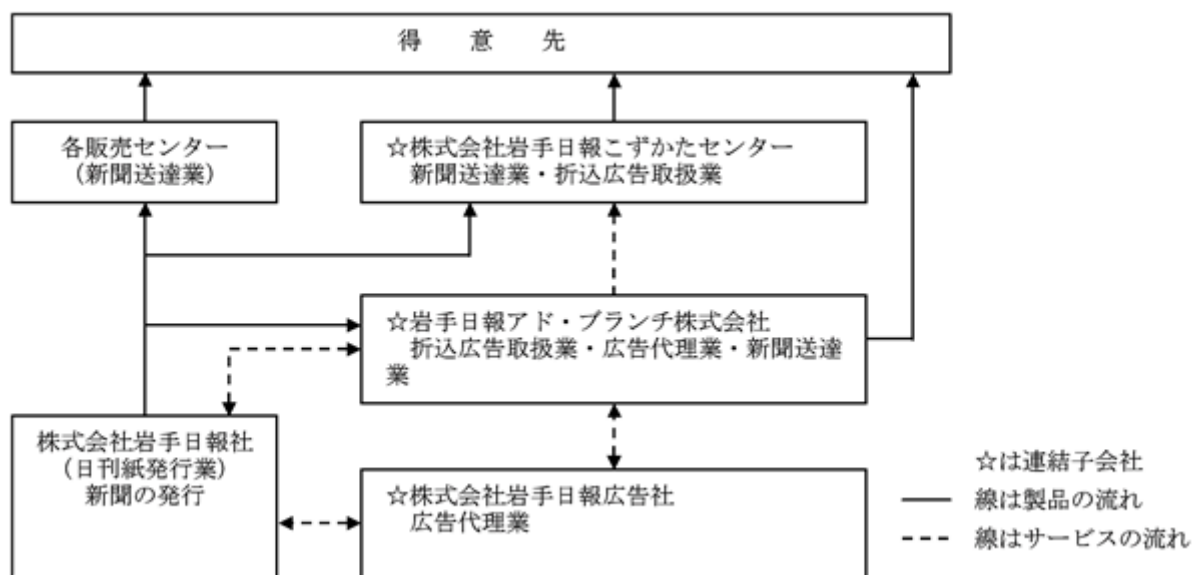 得 意 先
各販売センター
（新聞送達業）
☆株式会社岩手日報こずかたセンター
新聞送達業・折込広告取扱業
☆岩手日報アド・ブランチ株式会社
折込広告取扱業・広告代理業・新聞送達
業
株式会社岩手日報社
（日刊紙発行業）
新聞の発行
☆株式会社岩手日報広告社
広告代理業
☆は連結子会社
線は製品の流れ
線はサービスの流れ